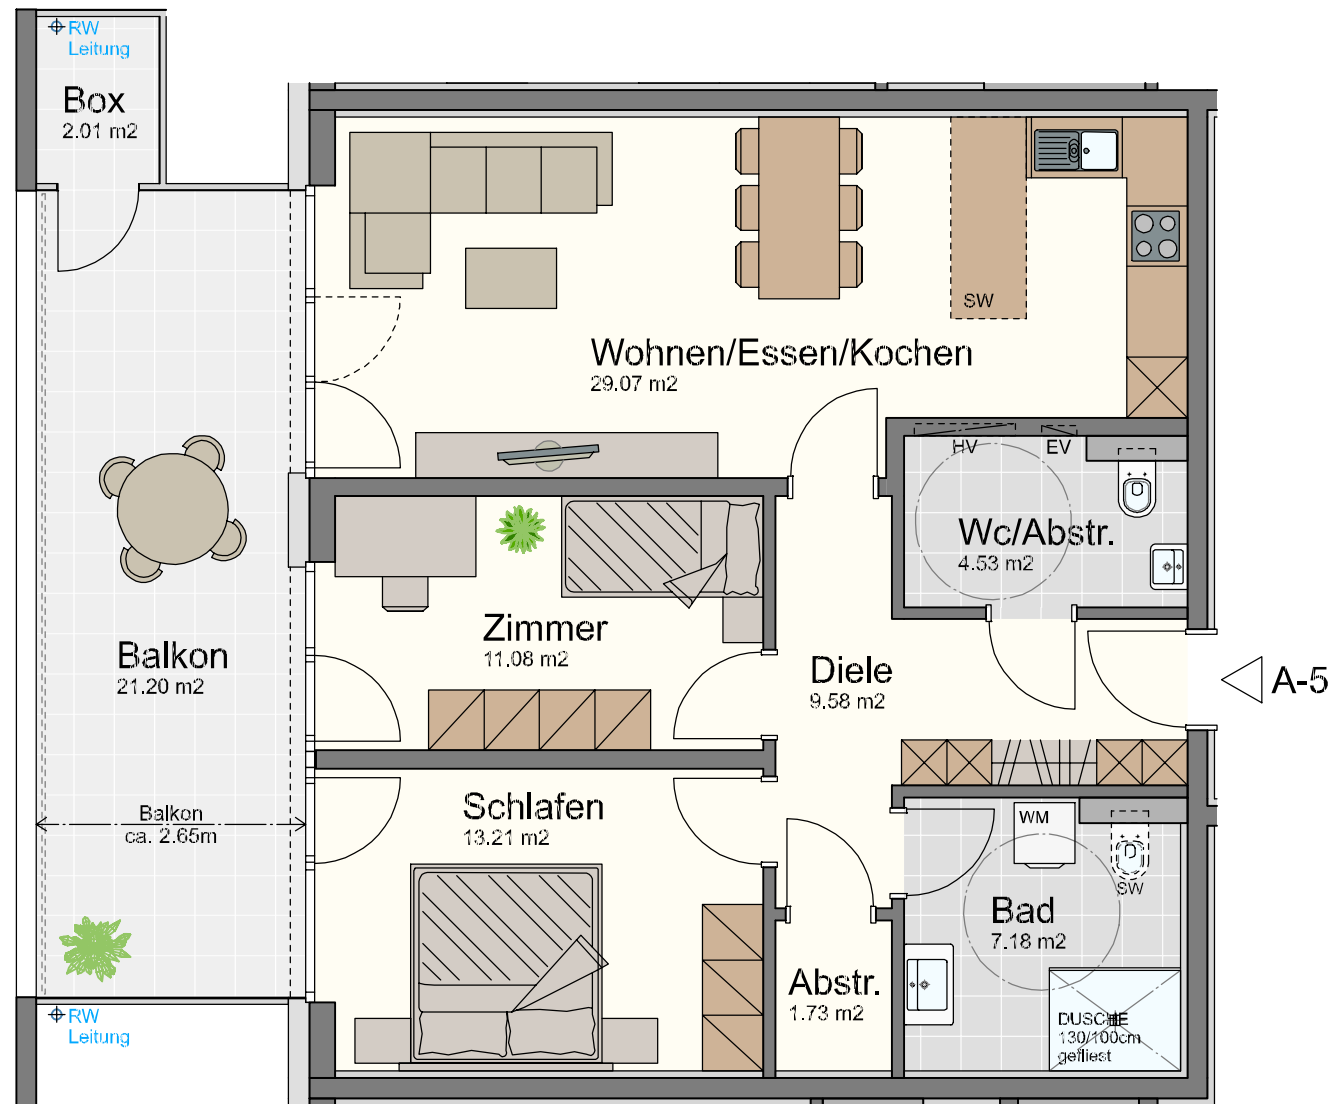 RW
Leitung
Box
2.01 m2
SW
Wohnen/Essen/Kochen
29.07 m2
HV
EV
Wc/Abstr.
4.53 m2
Zimmer
11.08 m2
Balkon
21.20 m2
Diele
9.58 m2
A-5
Schlafen
13.21 m2
Balkon
ca. 2.65m
WM
SW
Bad
7.18 m2
Abstr.
1.73 m2
DUSCHE
130/100cm
gefliest
RW
Leitung